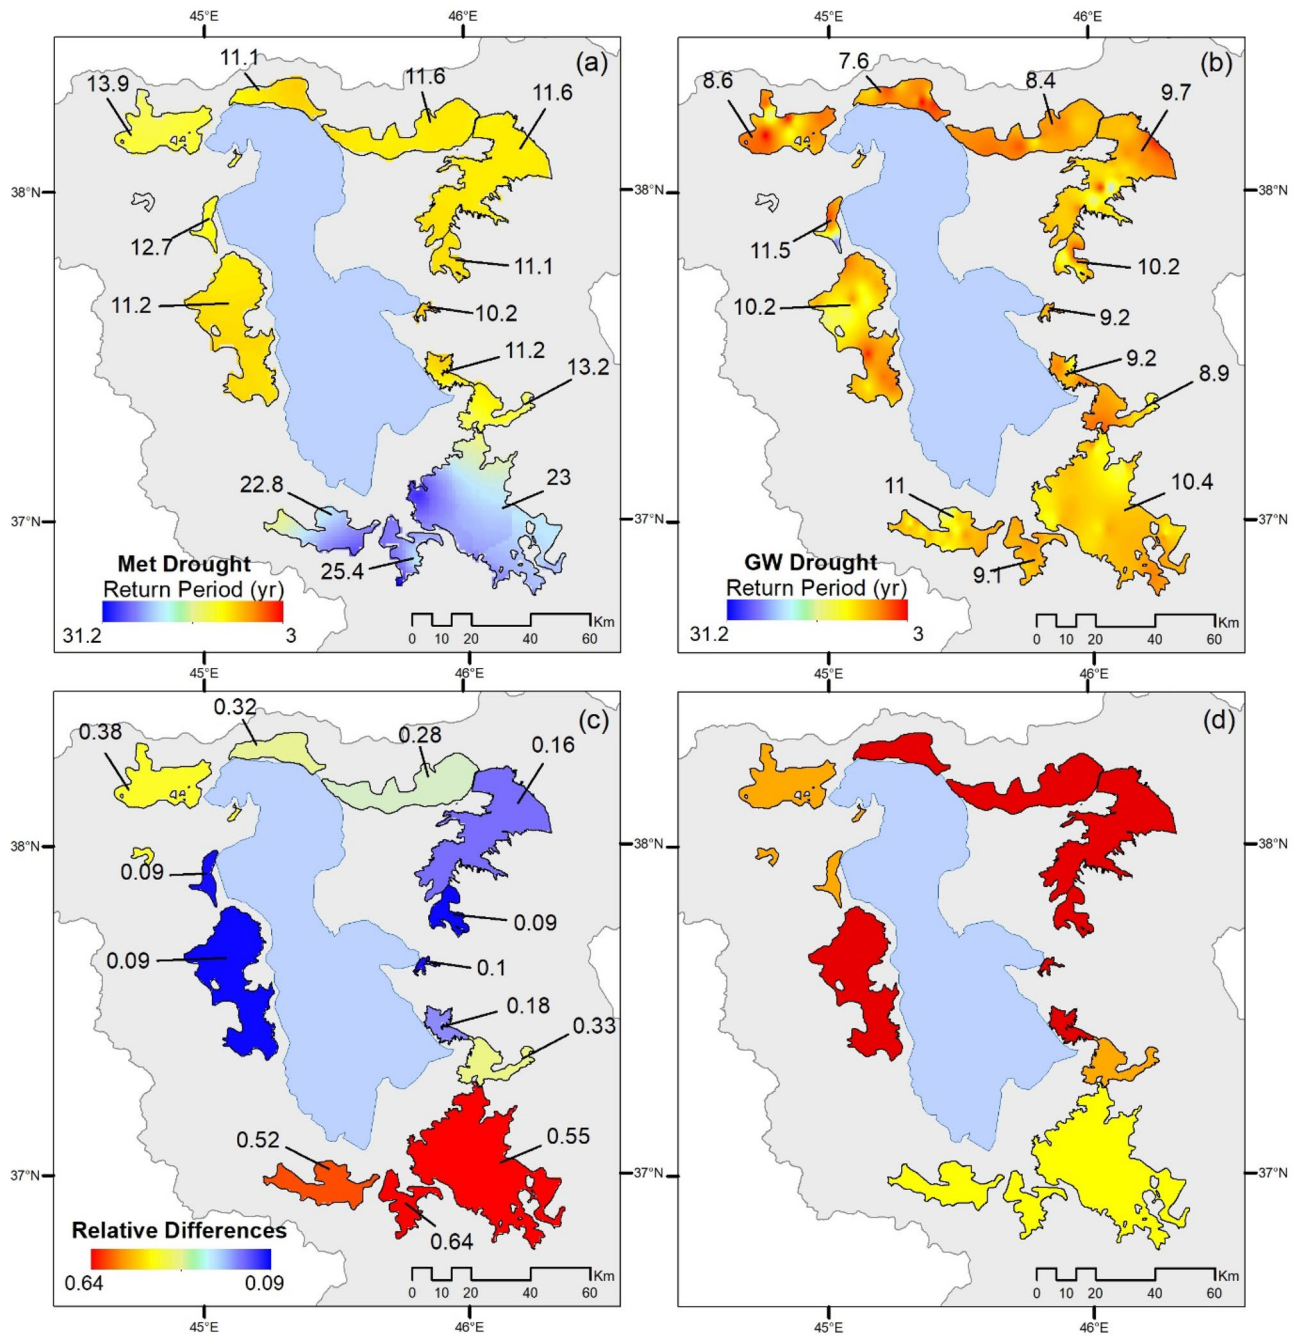 45°E 46°E 45°E 46°E
(a) (b)
11.1 7.6
13.9 11.6 8.6 8.4
11.6 9.7
38°N 38°N 38°N
12.7 11.5
11.1 10.2
11.2 10.2
10.2 9.2
11.2 9.2
13.2 8.9
22.8 23 11 10.4
37°N 37°N 37°N
25.4 9.1
Met Drought GW Drought
Return Period (yr) Return Period (yr)
31.2 3 31.2 3
Km Km
0 10 20 40 60 0 10 20 40 60
45°E 46°E 45°E 46°E
(c) (d)
0.32
0.38 0.28
0.16
38°N 38°N 38°N
0.09
0.09
0.09
0.1
0.18
0.33
0.52 0.55
37°N 37°N 37°N
0.64
Relative Differences
0.64 0.09
Km Km
0 10 20 40 60 0 10 20 40 60
45°E 46°E 45°E 46°E